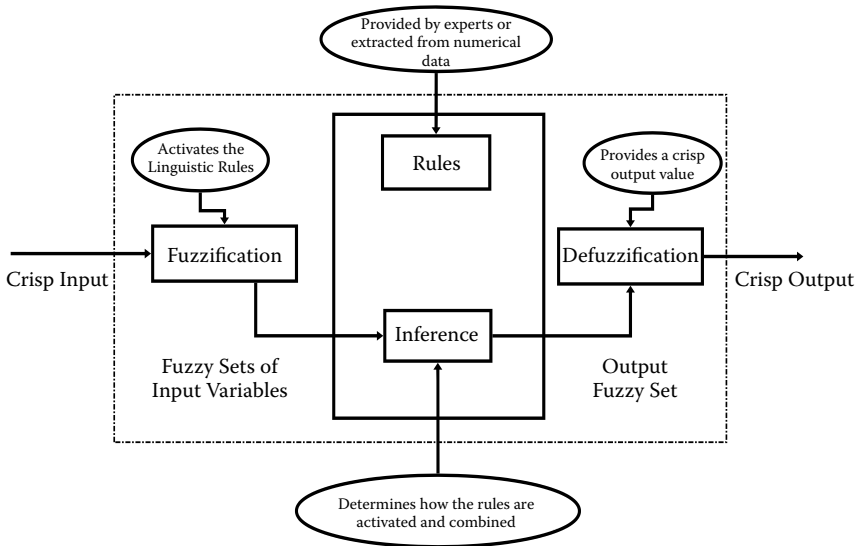 Provided by experts or
extracted from numerical
data
Activates the
Linguistic Rules
Rules
Provides a crisp
output value
Fuzzification
Defuzzification
Crisp Input
Crisp Output
Inference
Fuzzy Sets of
Input Variables
Output
Fuzzy Set
Determines how the rules are
activated and combined